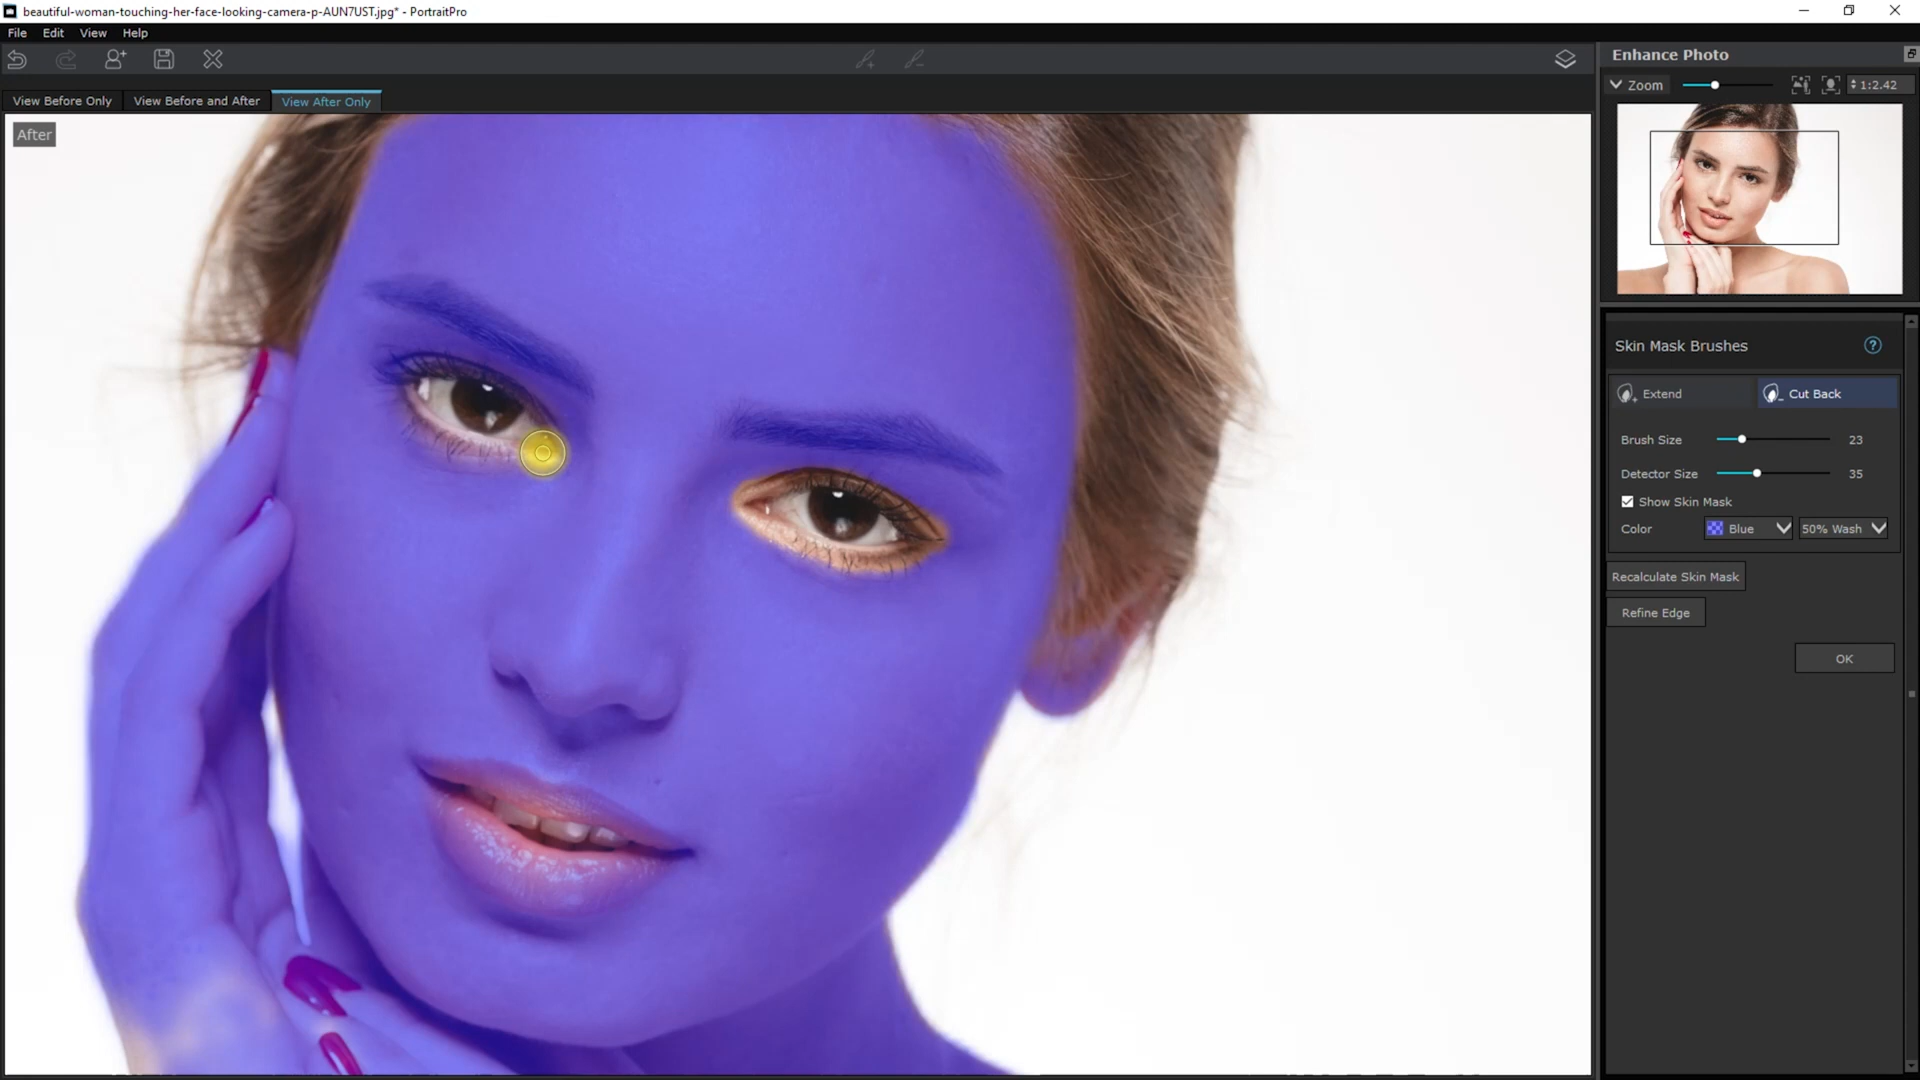 beautiful-woman-touching-her-face-looking-camera-p-AUN7UST.jpg* - PortraitPro
File Edit View Help
View Before Only View Before and After View After Only
After
Enhance Photo
Zoom 1:2.42
Skin Mask Brushes ?
Extend Cut Back
Brush Size 23
Detector Size 35
Show Skin Mask
Color Blue 50% Wash
Recalculate Skin Mask
Refine Edge
OK